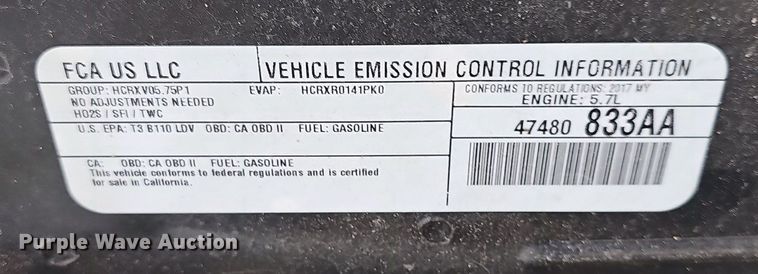 FCA US LLC
VEHICLE EMISSION CONTROL INFORMATION
GROUP: HCRXV05.75P1 EVAP: HCRXR0141PK0
NO ADJUSTMENTS NEEDED
HO2S / SFI / TWC
CONFORMS TO REGULATIONS: 2017 MY
ENGINE: 5.7L
U.S. EPA: T3 B110 LDV OBD: CA OBD II FUEL: GASOLINE
47480 833AA
CA: OBD: CA OBD II FUEL: GASOLINE
This vehicle conforms to federal regulations and is certified
for sale in California.
Purple Wave Auction